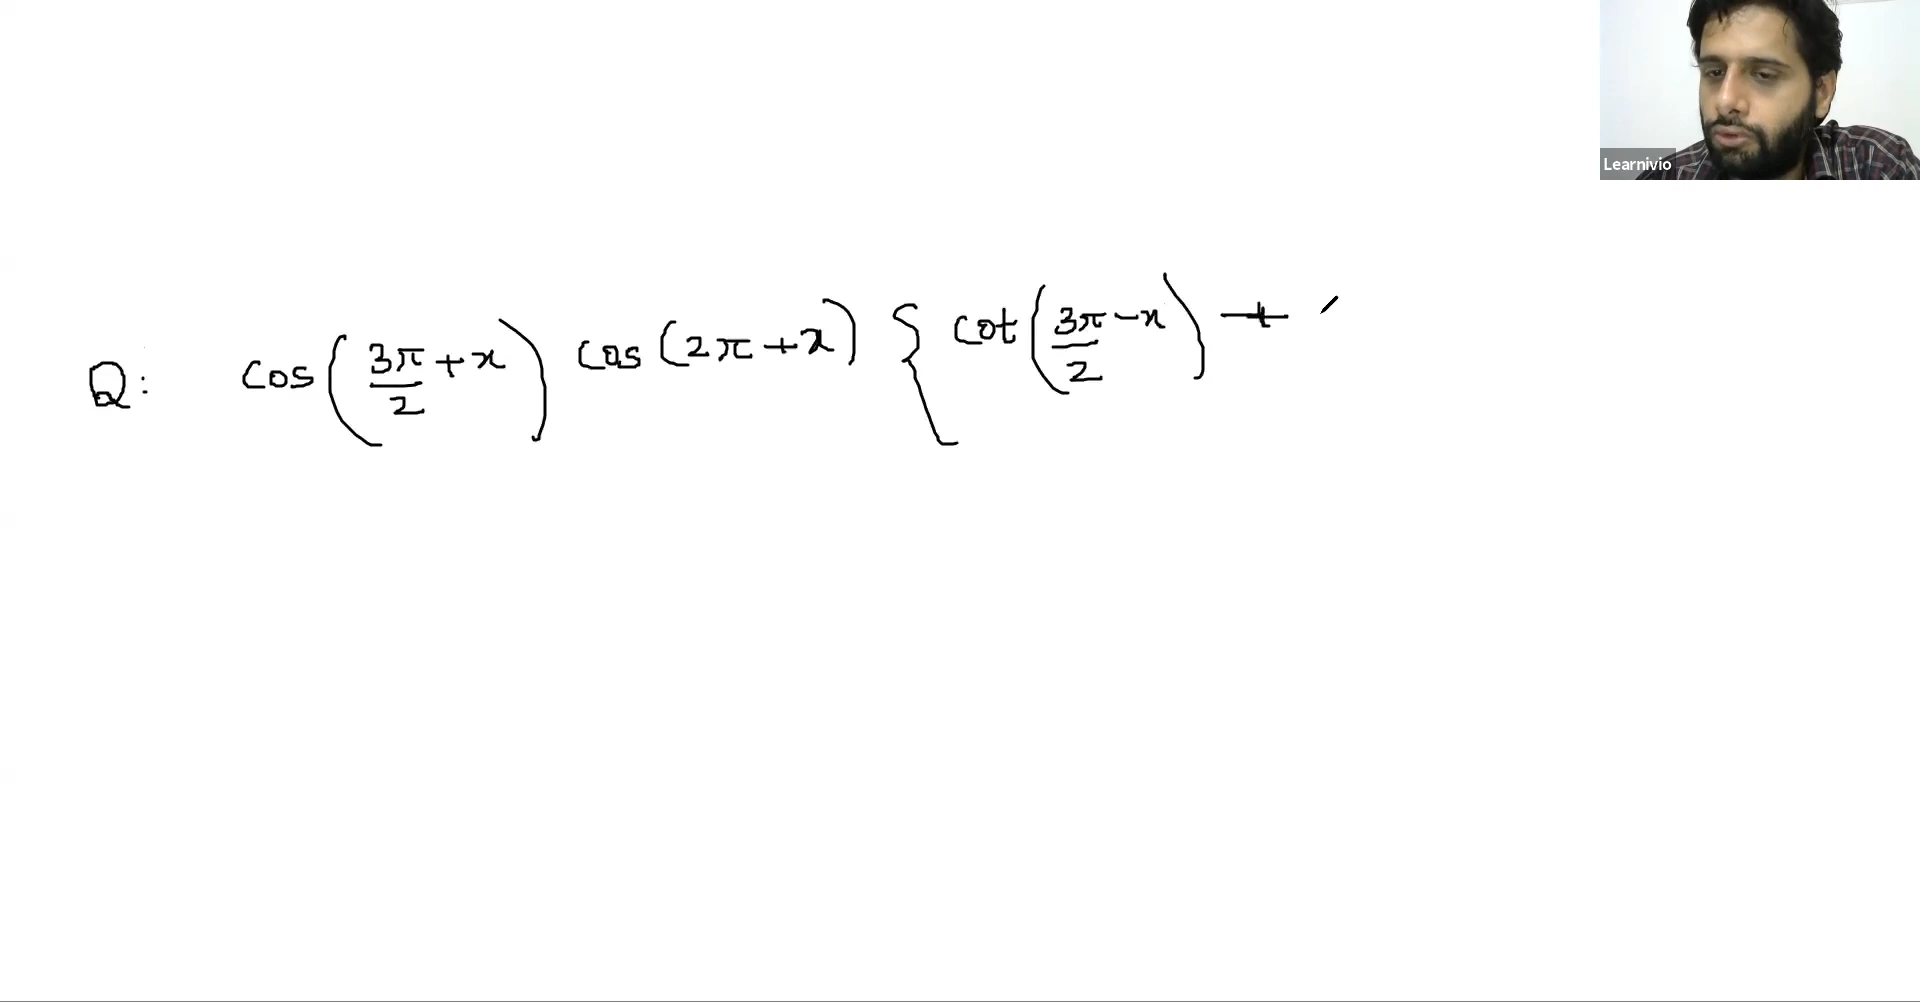 Learnivio
Q: cos(3π/2 + x) cos(2π + x) { cot(3π/2 - x) +